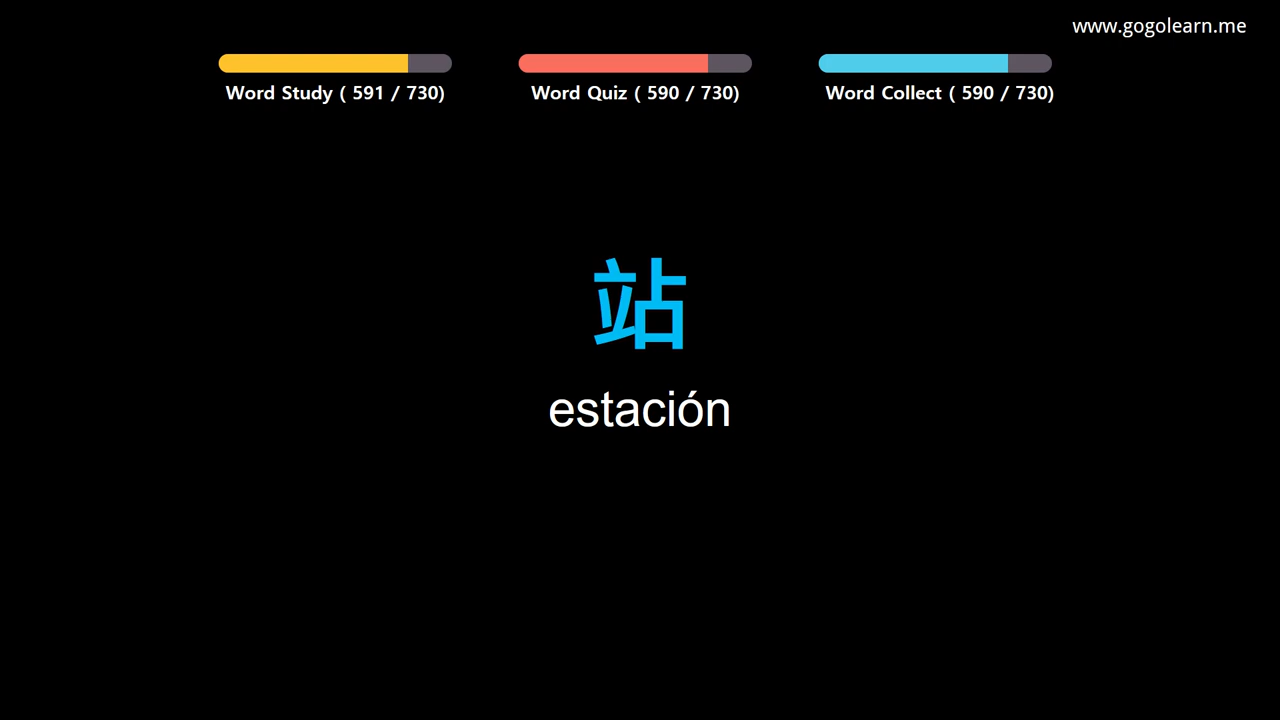 www.gogolearn.me
Word Study ( 591 / 730)
Word Quiz ( 590 / 730)
Word Collect ( 590 / 730)
站
estación